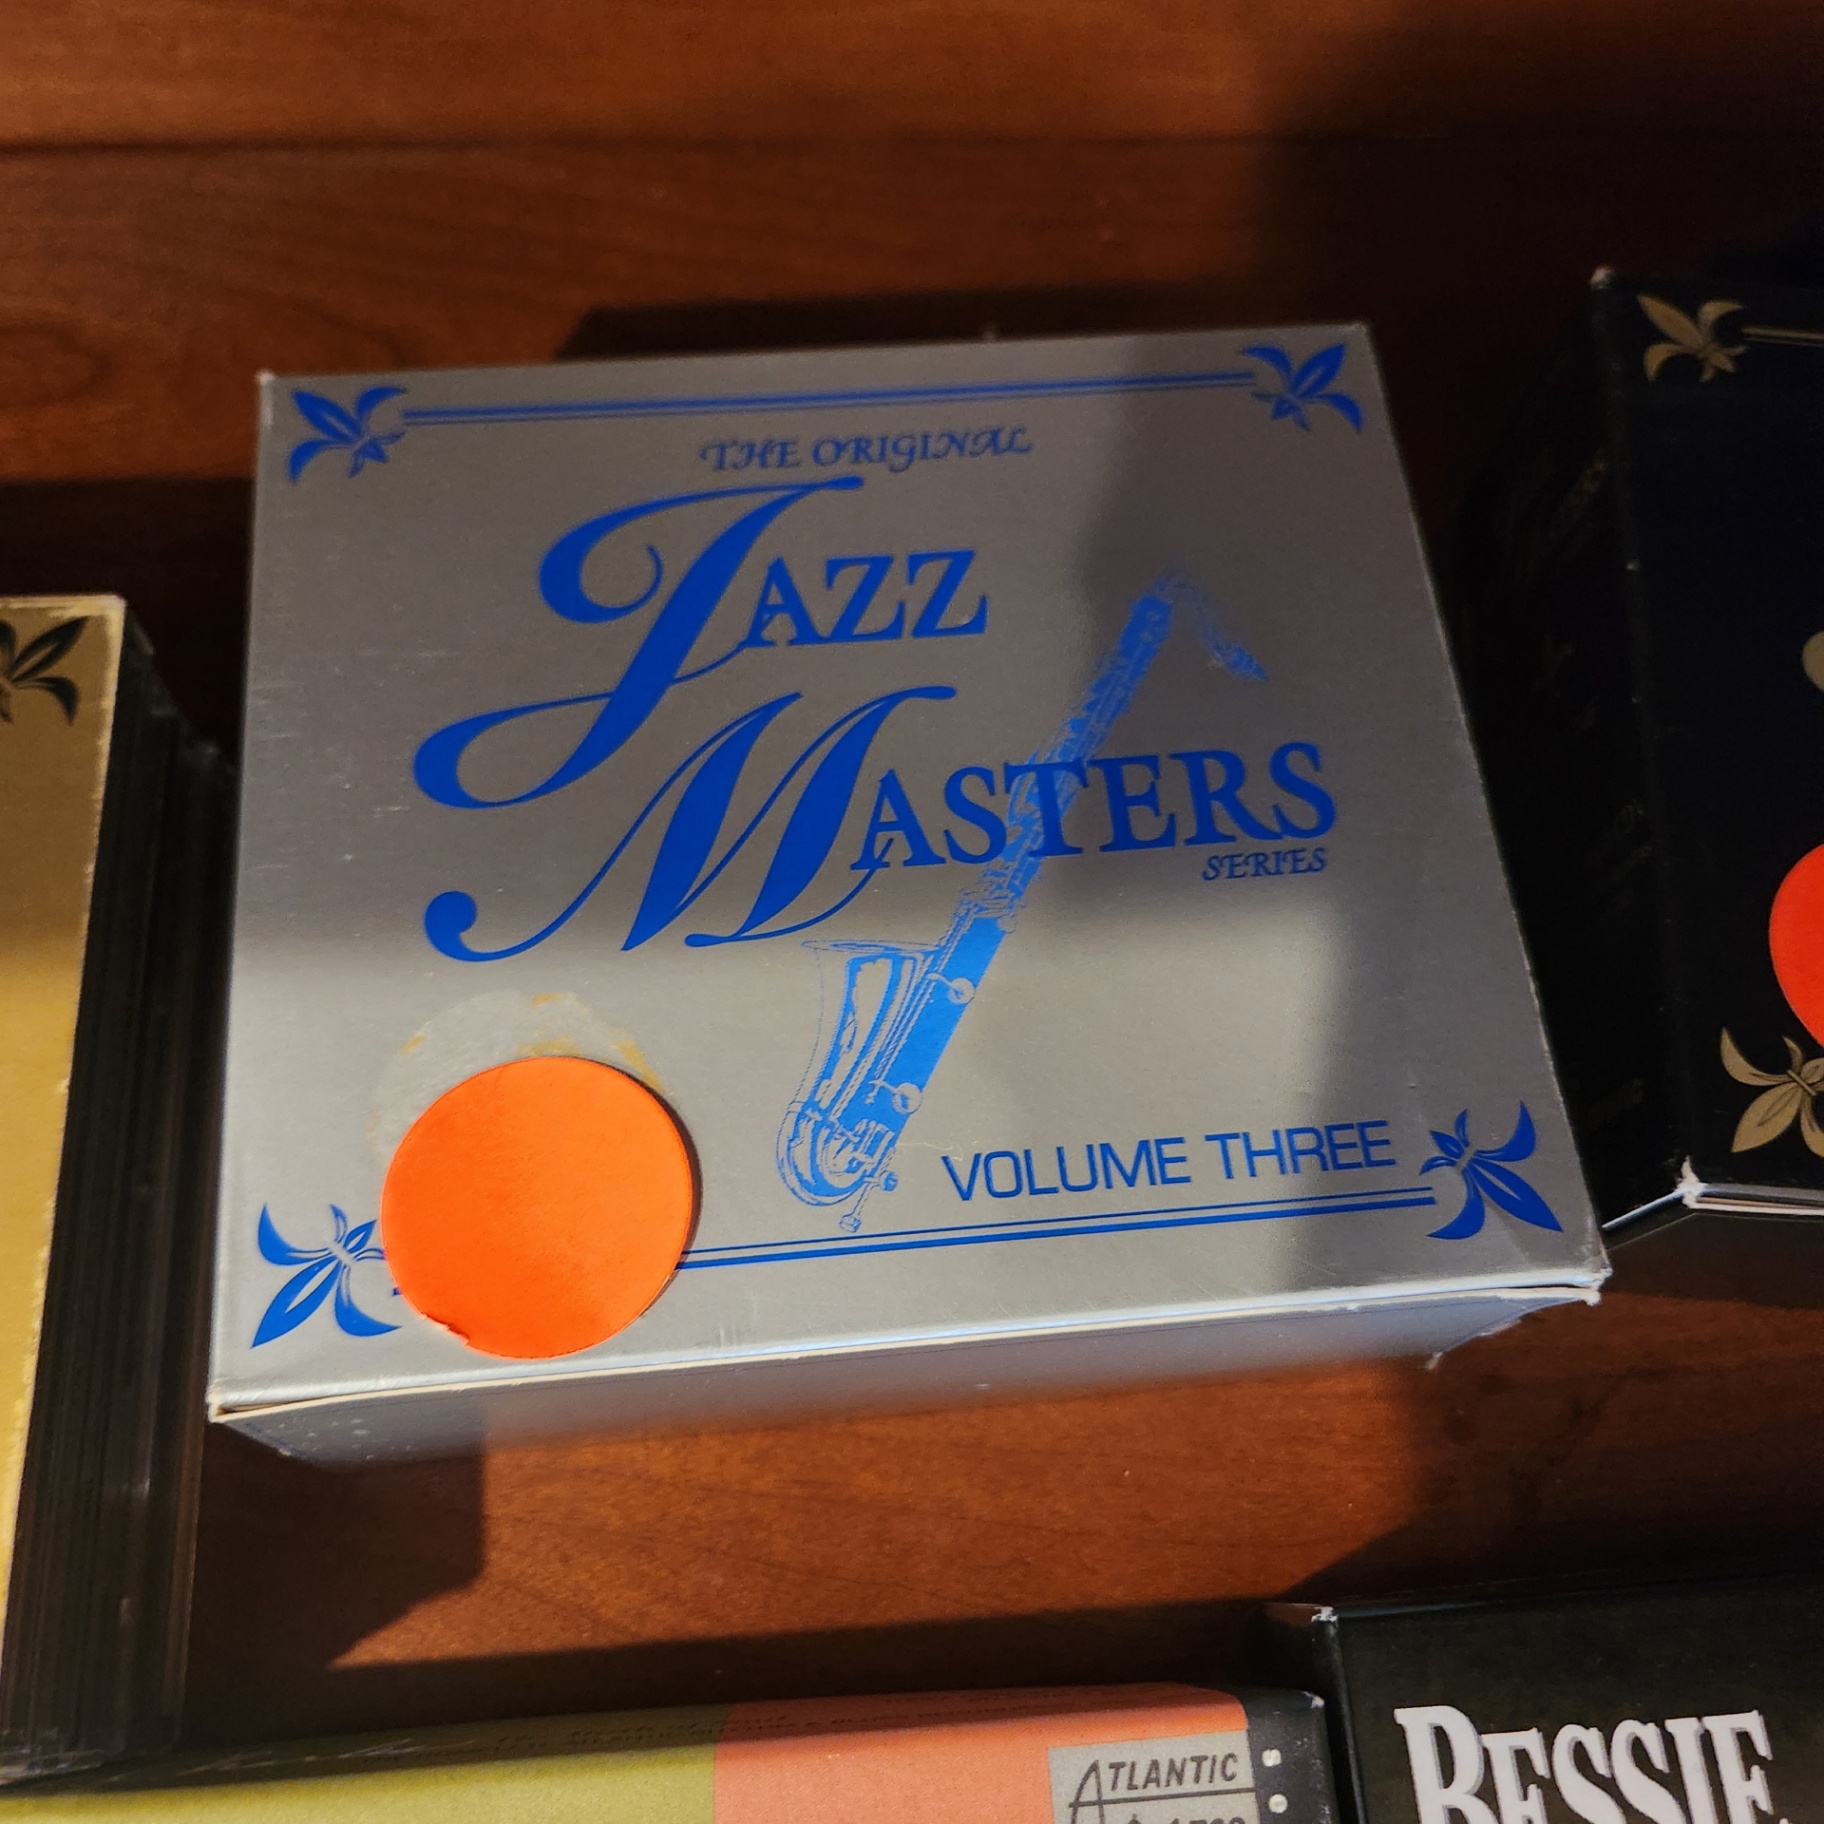 THE ORIGINAL
JAZZ
MASTERS
SERIES
VOLUME THREE
ATLANTIC
BESSIE